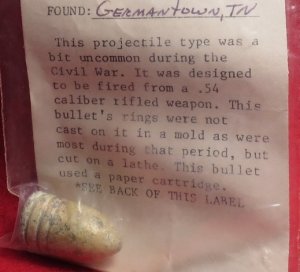 FOUND: GERMANTOWN, TN
This projectile type was a
bit uncommon during the
Civil War. It was designed
to be fired from a .54
caliber rifled weapon. This
bullet's rings were not
cast on it in a mold as were
most during that period, but
cut on a lathe. This bullet
used a paper cartridge.
*SEE BACK OF THIS LABEL